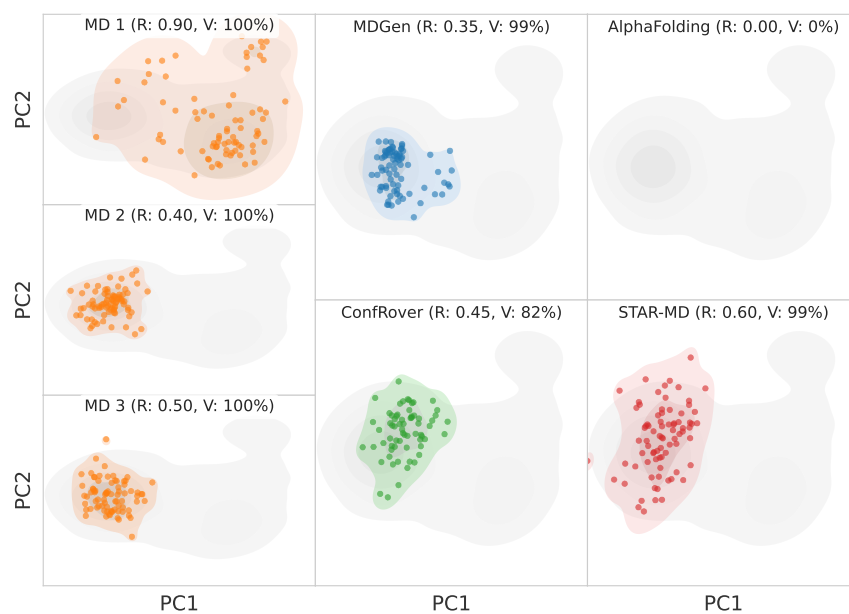 MD 1 (R: 0.90, V: 100%)
PC2
MD 2 (R: 0.40, V: 100%)
PC2
MD 3 (R: 0.50, V: 100%)
PC2
PC1
MDGen (R: 0.35, V: 99%)
ConfRover (R: 0.45, V: 82%)
PC1
AlphaFolding (R: 0.00, V: 0%)
STAR-MD (R: 0.60, V: 99%)
PC1